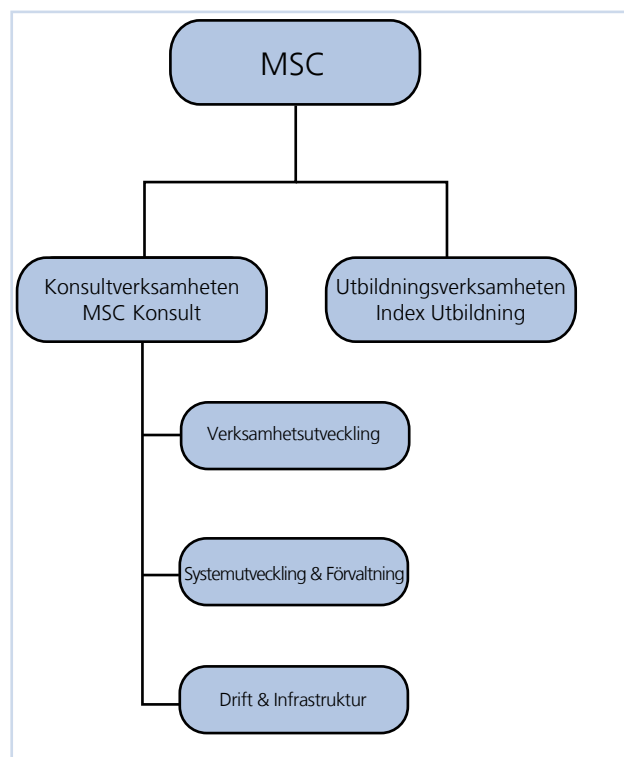 MSC
Konsultverksamheten
MSC Konsult
Utbildningsverksamheten
Index Utbildning
Verksamhetsutveckling
Systemutveckling & Förvaltning
Drift & Infrastruktur